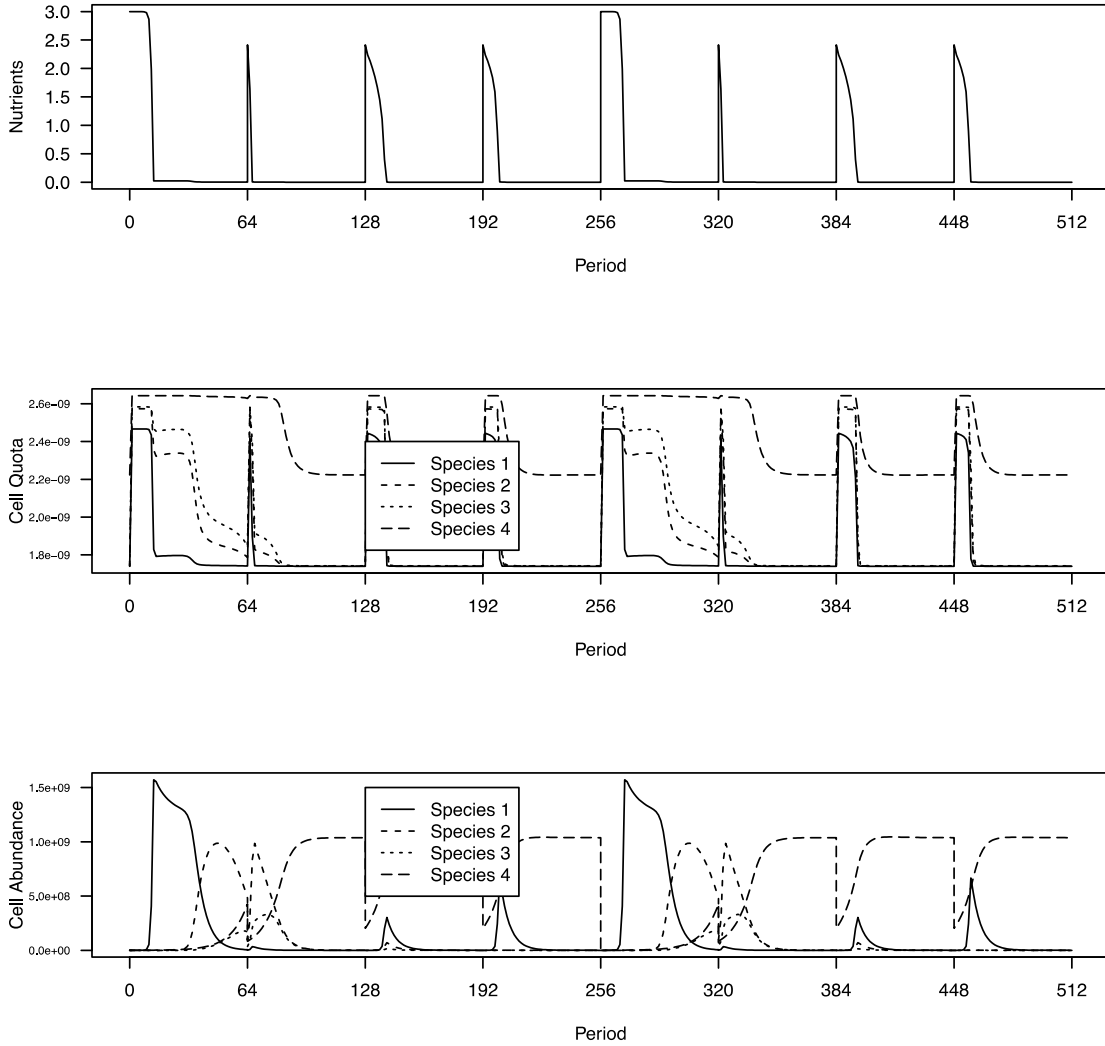 Nutrients
3.0
2.5
2.0
1.5
1.0
0.5
0.0
0 64 128 192 256 320 384 448 512
Period
Cell Quota
2.6e−09
2.4e−09
2.2e−09
2.0e−09
1.8e−09
Species 1
Species 2
Species 3
Species 4
0 64 128 192 256 320 384 448 512
Period
Cell Abundance
1.5e+09
1.0e+09
5.0e+08
0.0e+00
Species 1
Species 2
Species 3
Species 4
0 64 128 192 256 320 384 448 512
Period